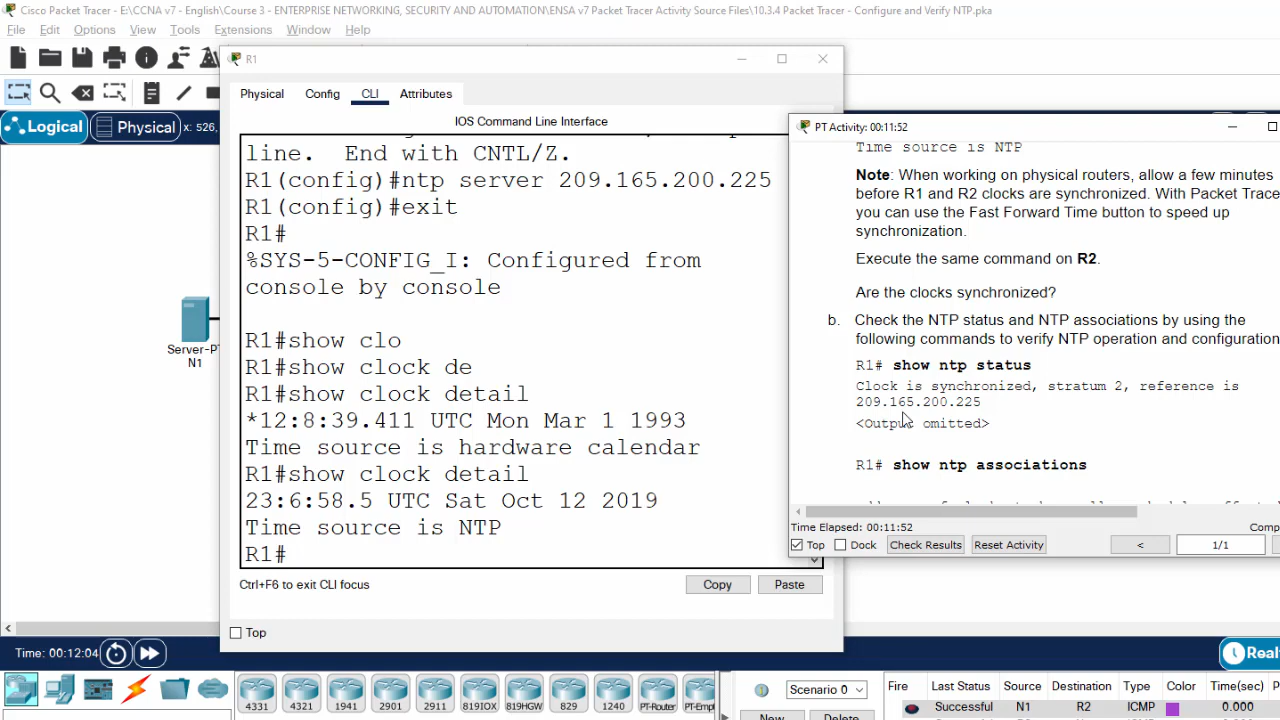 Cisco Packet Tracer - E:\CCNA v7 - English\Course 3 - ENTERPRISE NETWORKING, SECURITY AND AUTOMATION\ENSA v7 Packet Tracer Activity Source Files\10.3.4 Packet Tracer - Configure and Verify NTP.pka
File Edit Options View Tools Extensions Window Help
Logical Physical x: 526,
Server-PT
N1
R1
Physical Config CLI Attributes
IOS Command Line Interface
line. End with CNTL/Z.
R1(config)#ntp server 209.165.200.225
R1(config)#exit
R1#
%SYS-5-CONFIG_I: Configured from
console by console
R1#show clo
R1#show clock de
R1#show clock detail
*12:8:39.411 UTC Mon Mar 1 1993
Time source is hardware calendar
R1#show clock detail
23:6:58.5 UTC Sat Oct 12 2019
Time source is NTP
R1#
Ctrl+F6 to exit CLI focus
Copy Paste
Top
PT Activity: 00:11:52
Time source is NTP
Note: When working on physical routers, allow a few minutes
before R1 and R2 clocks are synchronized. With Packet Trace
you can use the Fast Forward Time button to speed up
synchronization.
Execute the same command on R2.
Are the clocks synchronized?
b. Check the NTP status and NTP associations by using the
following commands to verify NTP operation and configuration
R1# show ntp status
Clock is synchronized, stratum 2, reference is
209.165.200.225
<Output omitted>
R1# show ntp associations
Time Elapsed: 00:11:52 Comp
Top Dock Check Results Reset Activity < 1/1
Time: 00:12:04 Real
4331 4321 1941 2901 2911 819IOX 819HGW 829 1240 PT-Router PT-Empt
Scenario 0
New Delete
Fire Last Status Source Destination Type Color Time(sec)
Successful N1 R2 ICMP 0.000